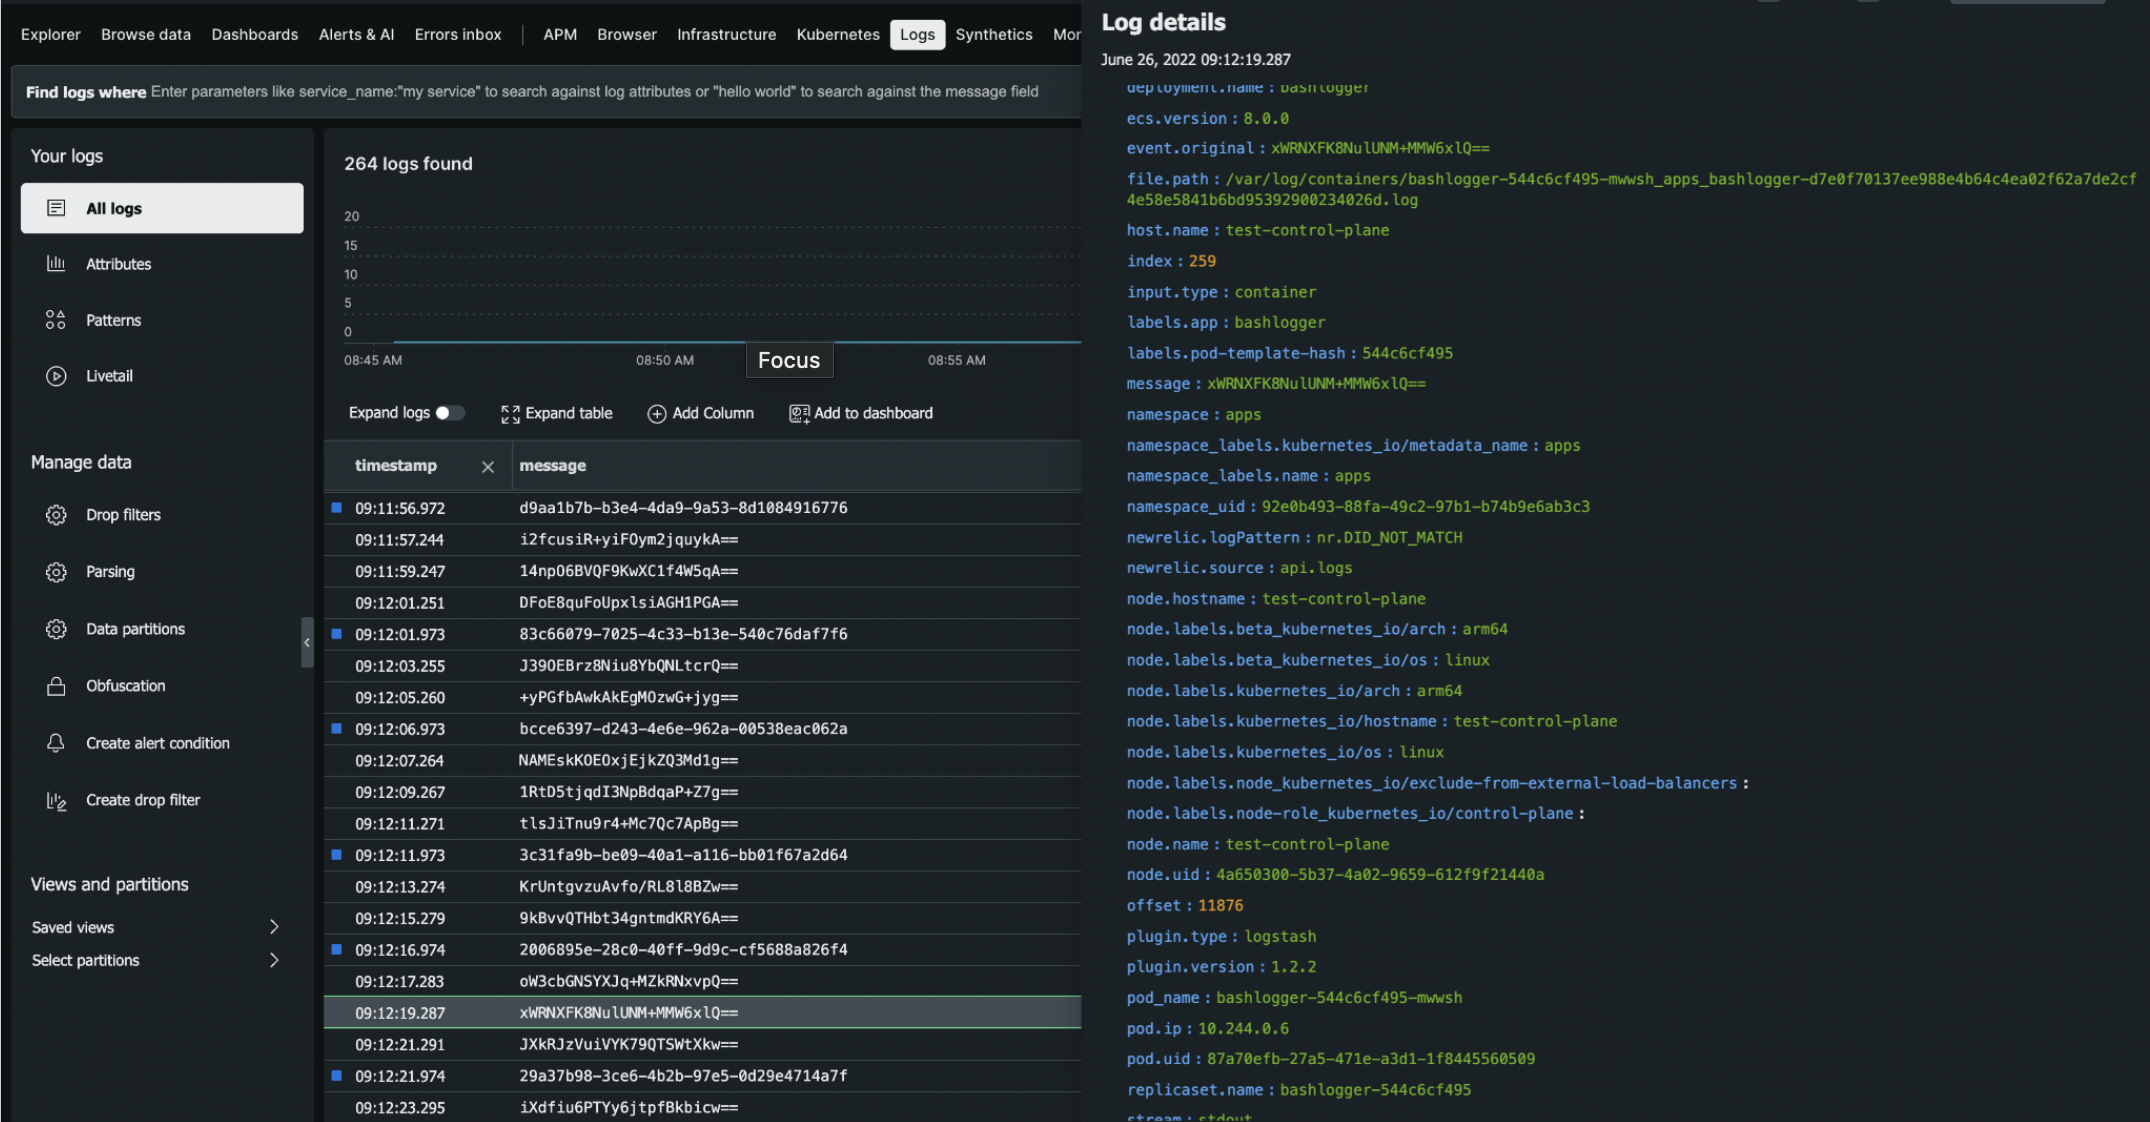 Explorer Browse data Dashboards Alerts & AI Errors inbox APM Browser Infrastructure Kubernetes Logs Synthetics Mor
Find logs where Enter parameters like service_name:"my service" to search against log attributes or "hello world" to search against the message field
Your logs
All logs
Attributes
Patterns
Livetail
Manage data
Drop filters
Parsing
Data partitions
Obfuscation
Create alert condition
Create drop filter
Views and partitions
Saved views
Select partitions
264 logs found
20
15
10
5
0
08:45 AM 08:50 AM 08:55 AM
Focus
Expand logs Expand table Add Column Add to dashboard
timestamp message
09:11:56.972 d9aa1b7b-b3e4-4da9-9a53-8d1084916776
09:11:57.244 i2fcusiR+yiFOym2jquykA==
09:11:59.247 14npO6BVQF9KwXC1f4W5qA==
09:12:01.251 DFoE8quFoUpxlsiAGH1PGA==
09:12:01.973 83c66079-7025-4c33-b13e-540c76daf7f6
09:12:03.255 J39OEBrz8Niu8YbQNLtcrQ==
09:12:05.260 +yPGfbAwkAkEgMOzwG+jyg==
09:12:06.973 bcce6397-d243-4e6e-962a-00538eac062a
09:12:07.264 NAMEskKOEOxjEjkZQ3Md1g==
09:12:09.267 1RtD5tjqdI3NpBdqaP+Z7g==
09:12:11.271 tlsJiTnu9r4+Mc7Qc7ApBg==
09:12:11.973 3c31fa9b-be09-40a1-a116-bb01f67a2d64
09:12:13.274 KrUntgvzuAvfo/RL8l8BZw==
09:12:15.279 9kBvvQTHbt34gntmdKRY6A==
09:12:16.974 2006895e-28c0-40ff-9d9c-cf5688a826f4
09:12:17.283 oW3cbGNSYXJq+MZkRNxvpQ==
09:12:19.287 xWRNXFK8NulUNM+MMW6xlQ==
09:12:21.291 JXkRJzVuiVYK79QTSWtXkw==
09:12:21.974 29a37b98-3ce6-4b2b-97e5-0d29e4714a7f
09:12:23.295 iXdfiu6PTYy6jtpfBkbicw==
Log details
June 26, 2022 09:12:19.287
deployment.name : bashlogger
ecs.version : 8.0.0
event.original : xWRNXFK8NulUNM+MMW6xlQ==
file.path : /var/log/containers/bashlogger-544c6cf495-mwwsh_apps_bashlogger-d7e0f70137ee988e4b64c4ea02f62a7de2cf
4e58e5841b6bd95392900234026d.log
host.name : test-control-plane
index : 259
input.type : container
labels.app : bashlogger
labels.pod-template-hash : 544c6cf495
message : xWRNXFK8NulUNM+MMW6xlQ==
namespace : apps
namespace_labels.kubernetes_io/metadata_name : apps
namespace_labels.name : apps
namespace_uid : 92e0b493-88fa-49c2-97b1-b74b9e6ab3c3
newrelic.logPattern : nr.DID_NOT_MATCH
newrelic.source : api.logs
node.hostname : test-control-plane
node.labels.beta_kubernetes_io/arch : arm64
node.labels.beta_kubernetes_io/os : linux
node.labels.kubernetes_io/arch : arm64
node.labels.kubernetes_io/hostname : test-control-plane
node.labels.kubernetes_io/os : linux
node.labels.node_kubernetes_io/exclude-from-external-load-balancers :
node.labels.node-role_kubernetes_io/control-plane :
node.name : test-control-plane
node.uid : 4a650300-5b37-4a02-9659-612f9f21440a
offset : 11876
plugin.type : logstash
plugin.version : 1.2.2
pod_name : bashlogger-544c6cf495-mwwsh
pod.ip : 10.244.0.6
pod.uid : 87a70efb-27a5-471e-a3d1-1f8445560509
replicaset.name : bashlogger-544c6cf495
stream : stdout